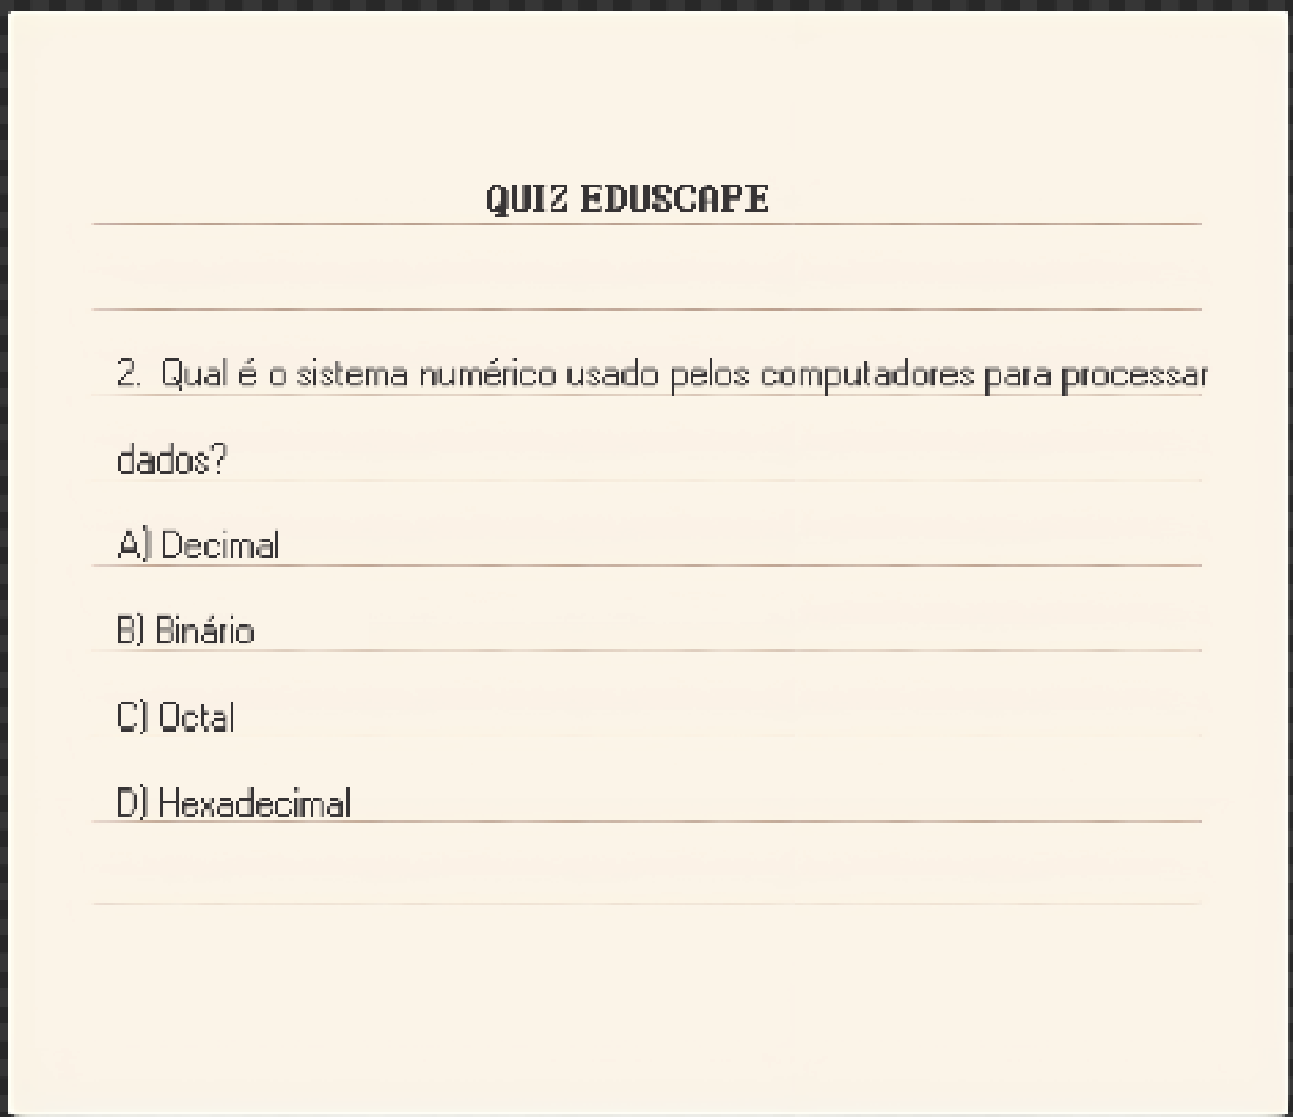 QUIZ EDUSCAPE
2. Qual é o sistema numérico usado pelos computadores para processar
dados?
A) Decimal
B) Binário
C) Octal
D) Hexadecimal